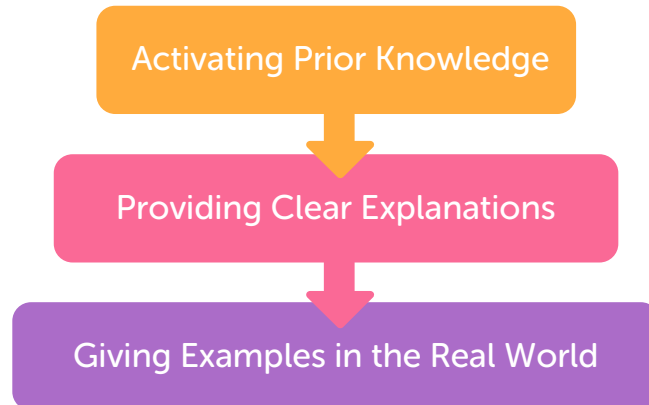 Activating Prior Knowledge
Providing Clear Explanations
Giving Examples in the Real World